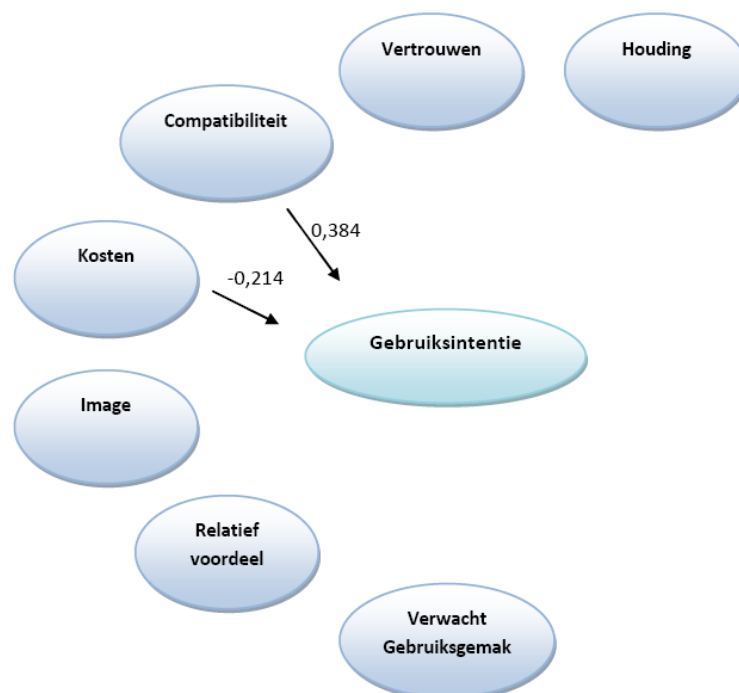 Vertrouwen
Houding
Compatibiliteit
0,384
Kosten
-0,214
Gebruiksintentie
Image
Relatief
voordeel
Verwacht
Gebruiksgemak